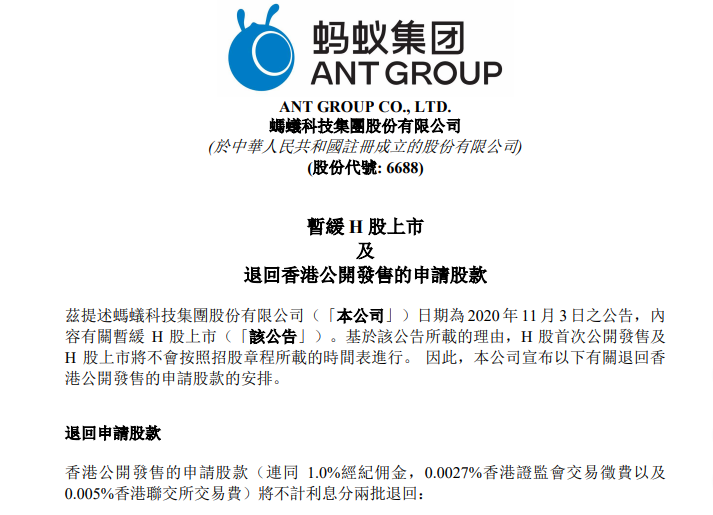 蚂蚁集团
ANT GROUP
ANT GROUP CO., LTD.
螞蟻科技集團股份有限公司
(於中華人民共和國註冊成立的股份有限公司)
(股份代號: 6688)
暫緩 H 股上市
及
退回香港公開發售的申請股款
茲提述螞蟻科技集團股份有限公司（「本公司」）日期為 2020 年 11 月 3 日之公告，內
容有關暫緩 H 股上市（「該公告」）。基於該公告所載的理由，H 股首次公開發售及
H 股上市將不會按照招股章程所載的時間表進行。 因此，本公司宣布以下有關退回香
港公開發售的申請股款的安排。
退回申請股款
香港公開發售的申請股款（連同 1.0%經紀佣金，0.0027%香港證監會交易徵費以及
0.005%香港聯交所交易費）將不計利息分兩批退回：